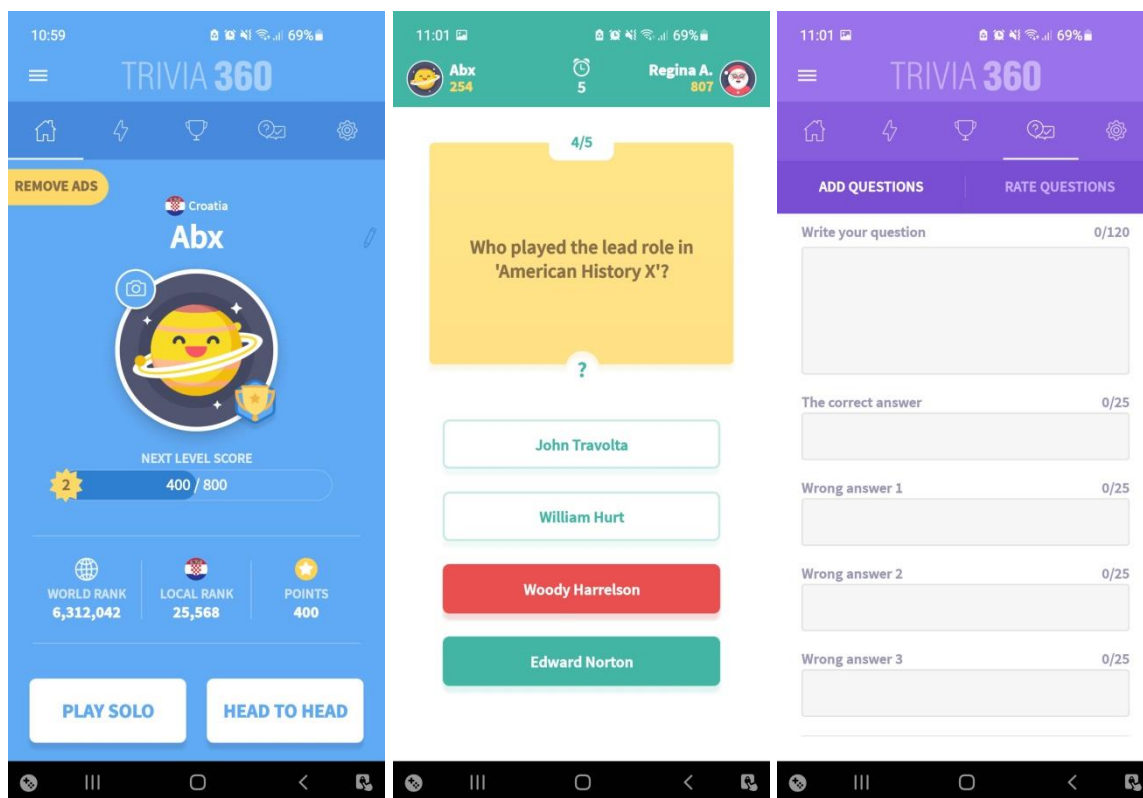 10:59
69%
TRIVIA 360
REMOVE ADS
Croatia
Abx
NEXT LEVEL SCORE
2
400 / 800
WORLD RANK
6,312,042
LOCAL RANK
25,568
POINTS
400
PLAY SOLO
HEAD TO HEAD
11:01
69%
Abx
254
5
Regina A.
807
4/5
Who played the lead role in
'American History X'?
?
John Travolta
William Hurt
Woody Harrelson
Edward Norton
11:01
69%
TRIVIA 360
ADD QUESTIONS
RATE QUESTIONS
Write your question
0/120
The correct answer
0/25
Wrong answer 1
0/25
Wrong answer 2
0/25
Wrong answer 3
0/25